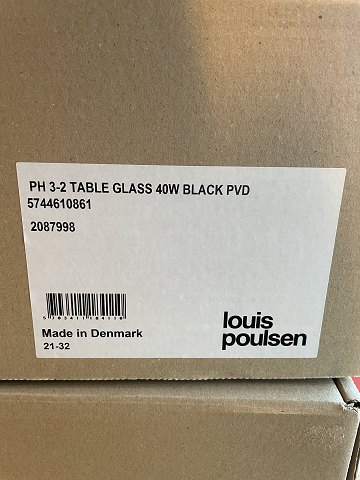 PH 3-2 TABLE GLASS 40W BLACK PVD
5744610861
2087998
Made in Denmark
21-32
louis
poulsen